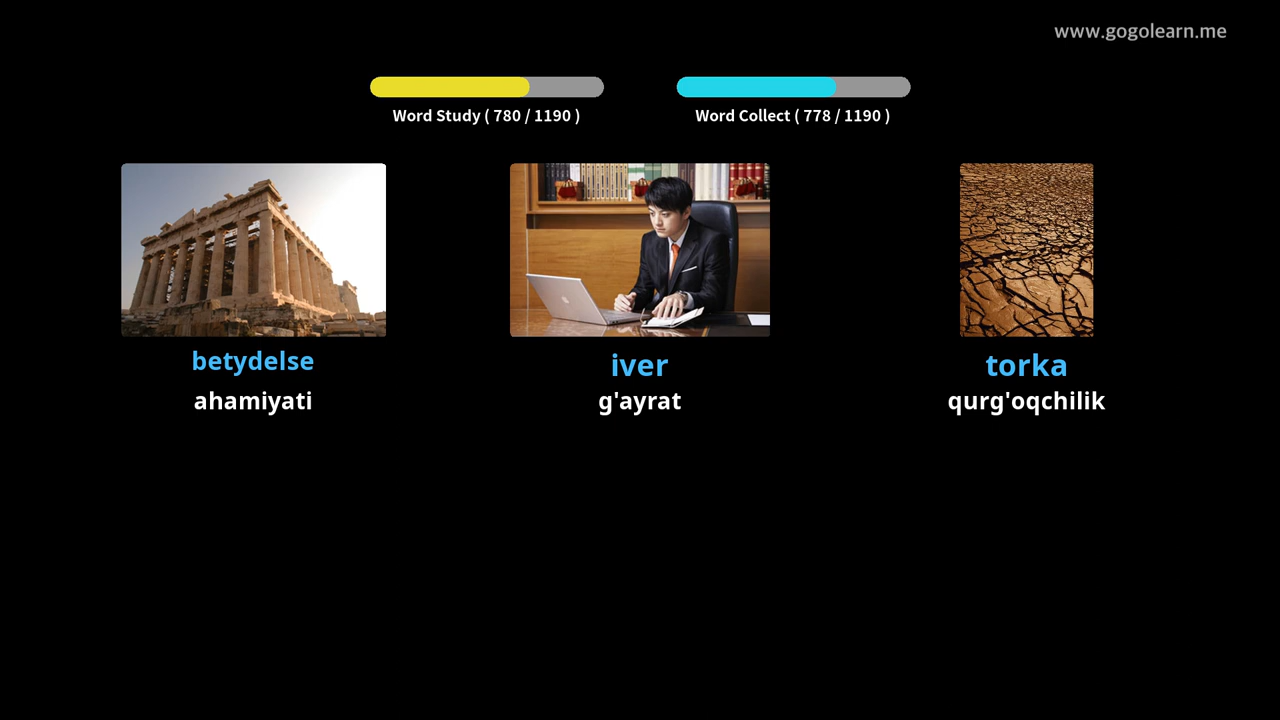 www.gogolearn.me
Word Study ( 780 / 1190 )
Word Collect ( 778 / 1190 )
betydelse
iver
torka
ahamiyati
g'ayrat
qurg'oqchilik